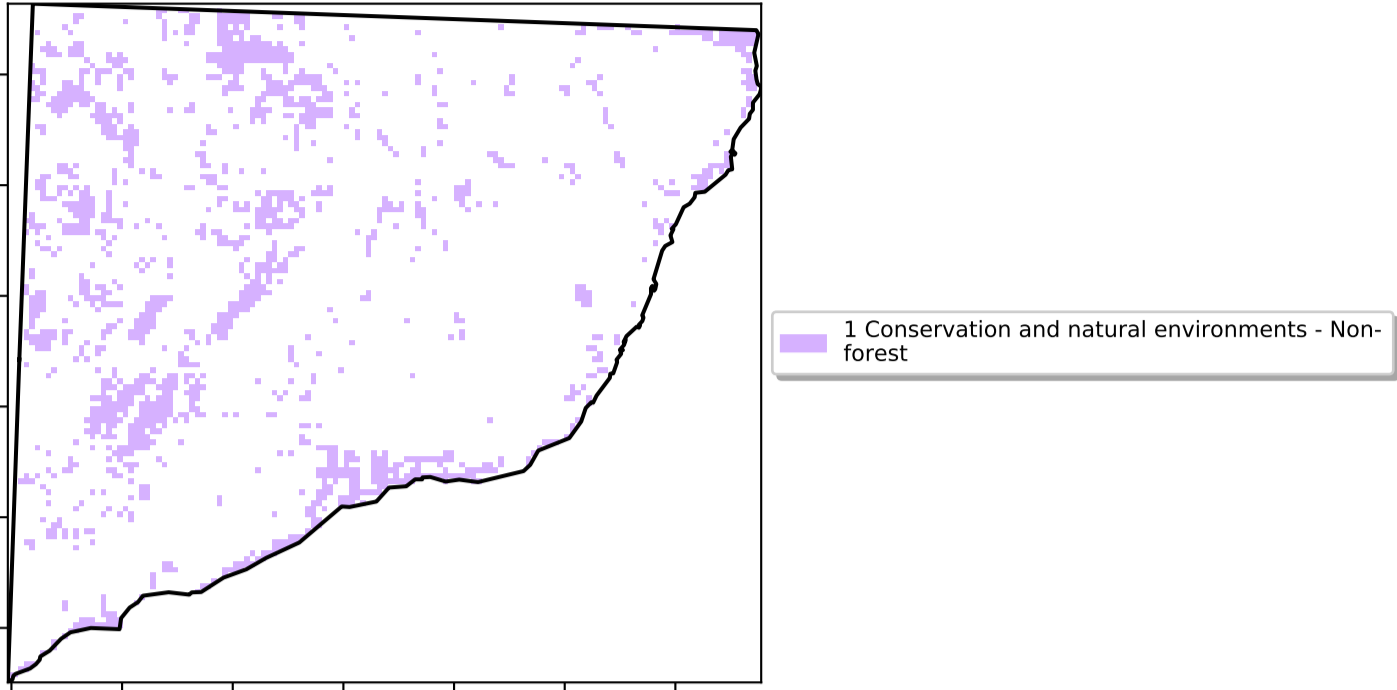 1 Conservation and natural environments - Non-
forest